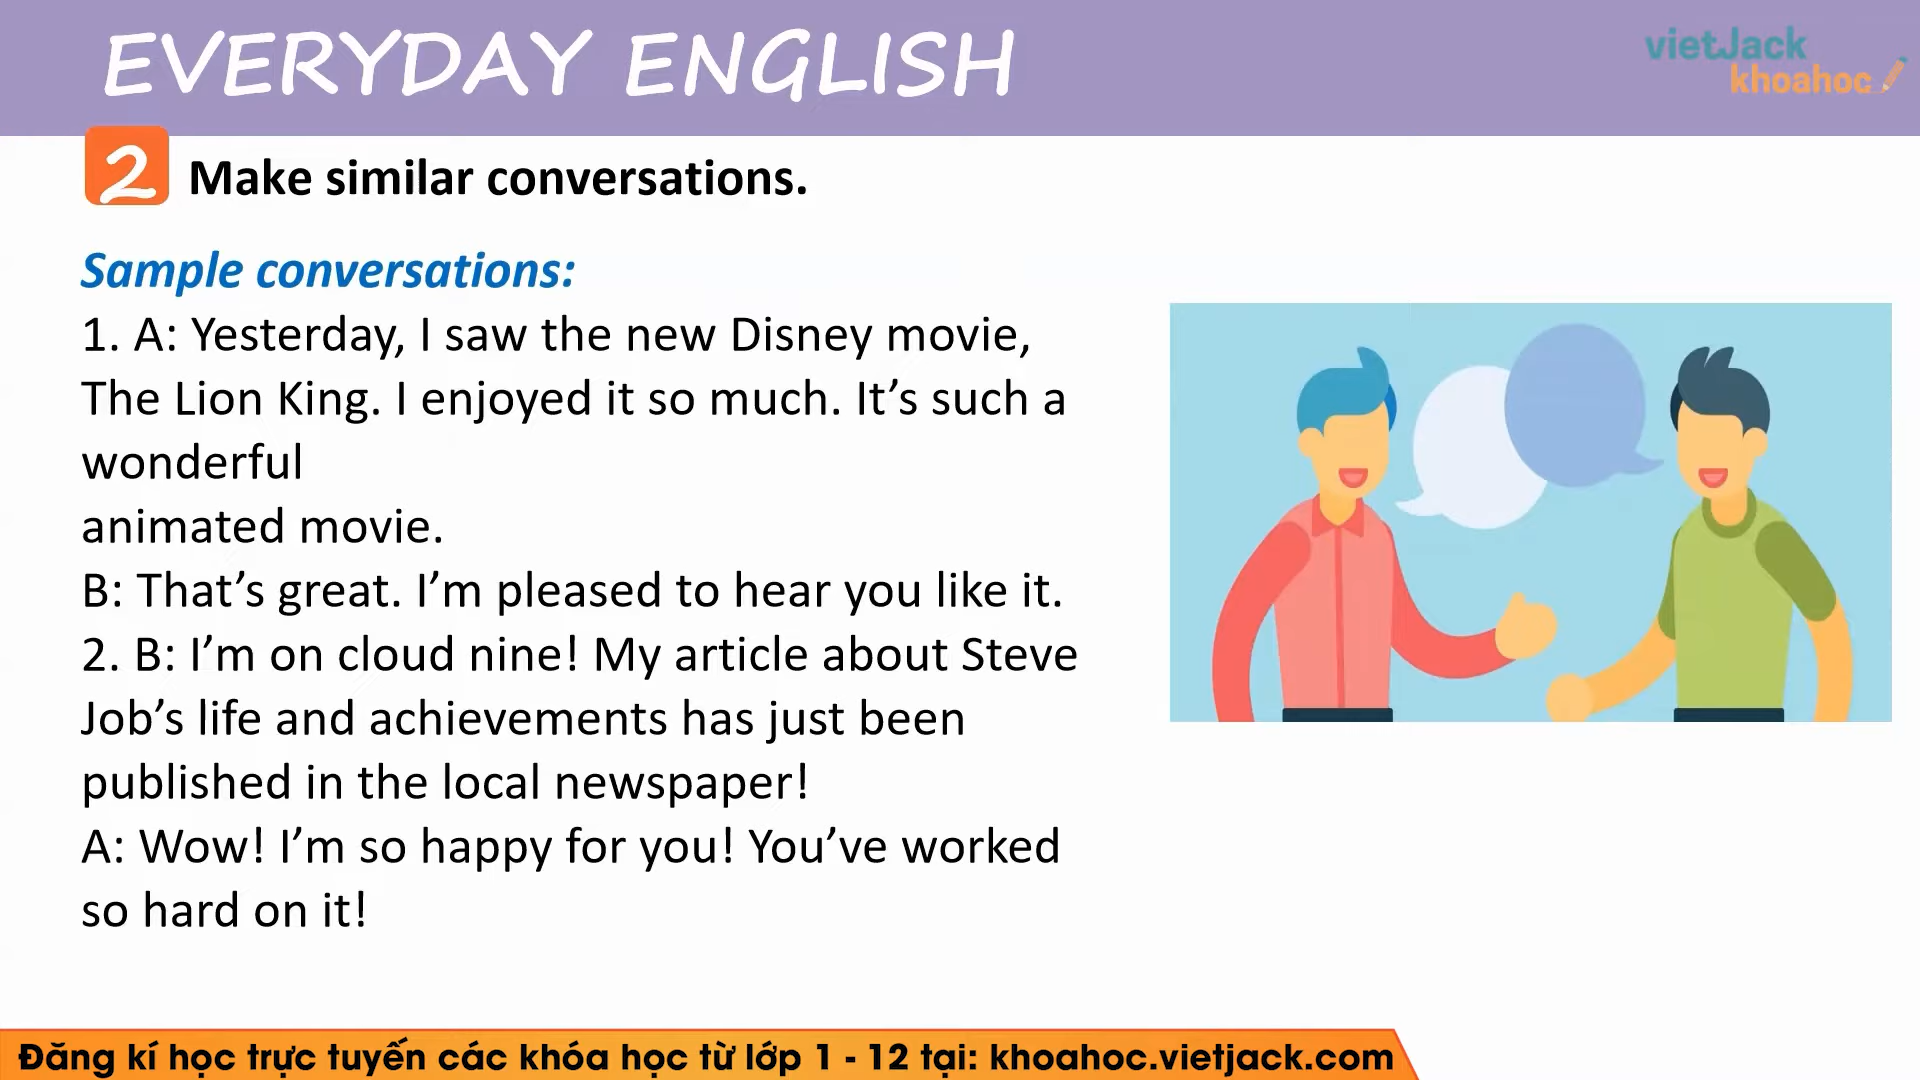 EVERYDAY ENGLISH
vietJack
khoahoc
2 Make similar conversations.
Sample conversations:
1. A: Yesterday, I saw the new Disney movie,
The Lion King. I enjoyed it so much. It’s such a
wonderful
animated movie.
B: That’s great. I’m pleased to hear you like it.
2. B: I’m on cloud nine! My article about Steve
Job’s life and achievements has just been
published in the local newspaper!
A: Wow! I’m so happy for you! You’ve worked
so hard on it!
Đăng kí học trực tuyến các khóa học từ lớp 1 - 12 tại: khoahoc.vietjack.com